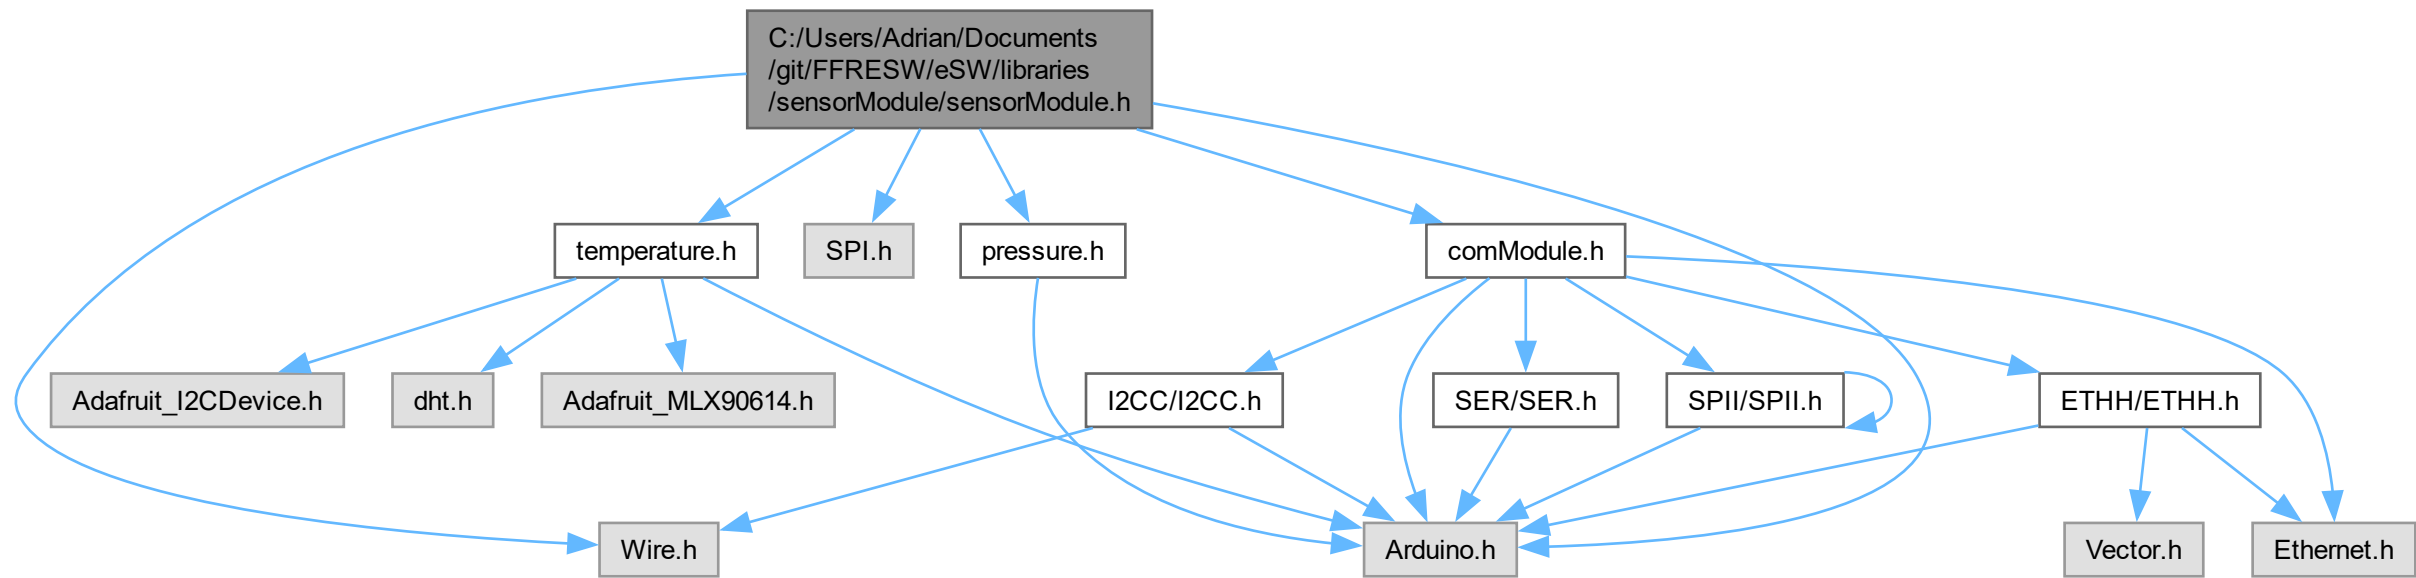 C:/Users/Adrian/Documents
/git/FFRESW/eSW/libraries
/sensorModule/sensorModule.h
temperature.h
SPI.h
pressure.h
comModule.h
Adafruit_I2CDevice.h
dht.h
Adafruit_MLX90614.h
I2CC/I2CC.h
SER/SER.h
SPII/SPII.h
ETHH/ETHH.h
Wire.h
Arduino.h
Vector.h
Ethernet.h